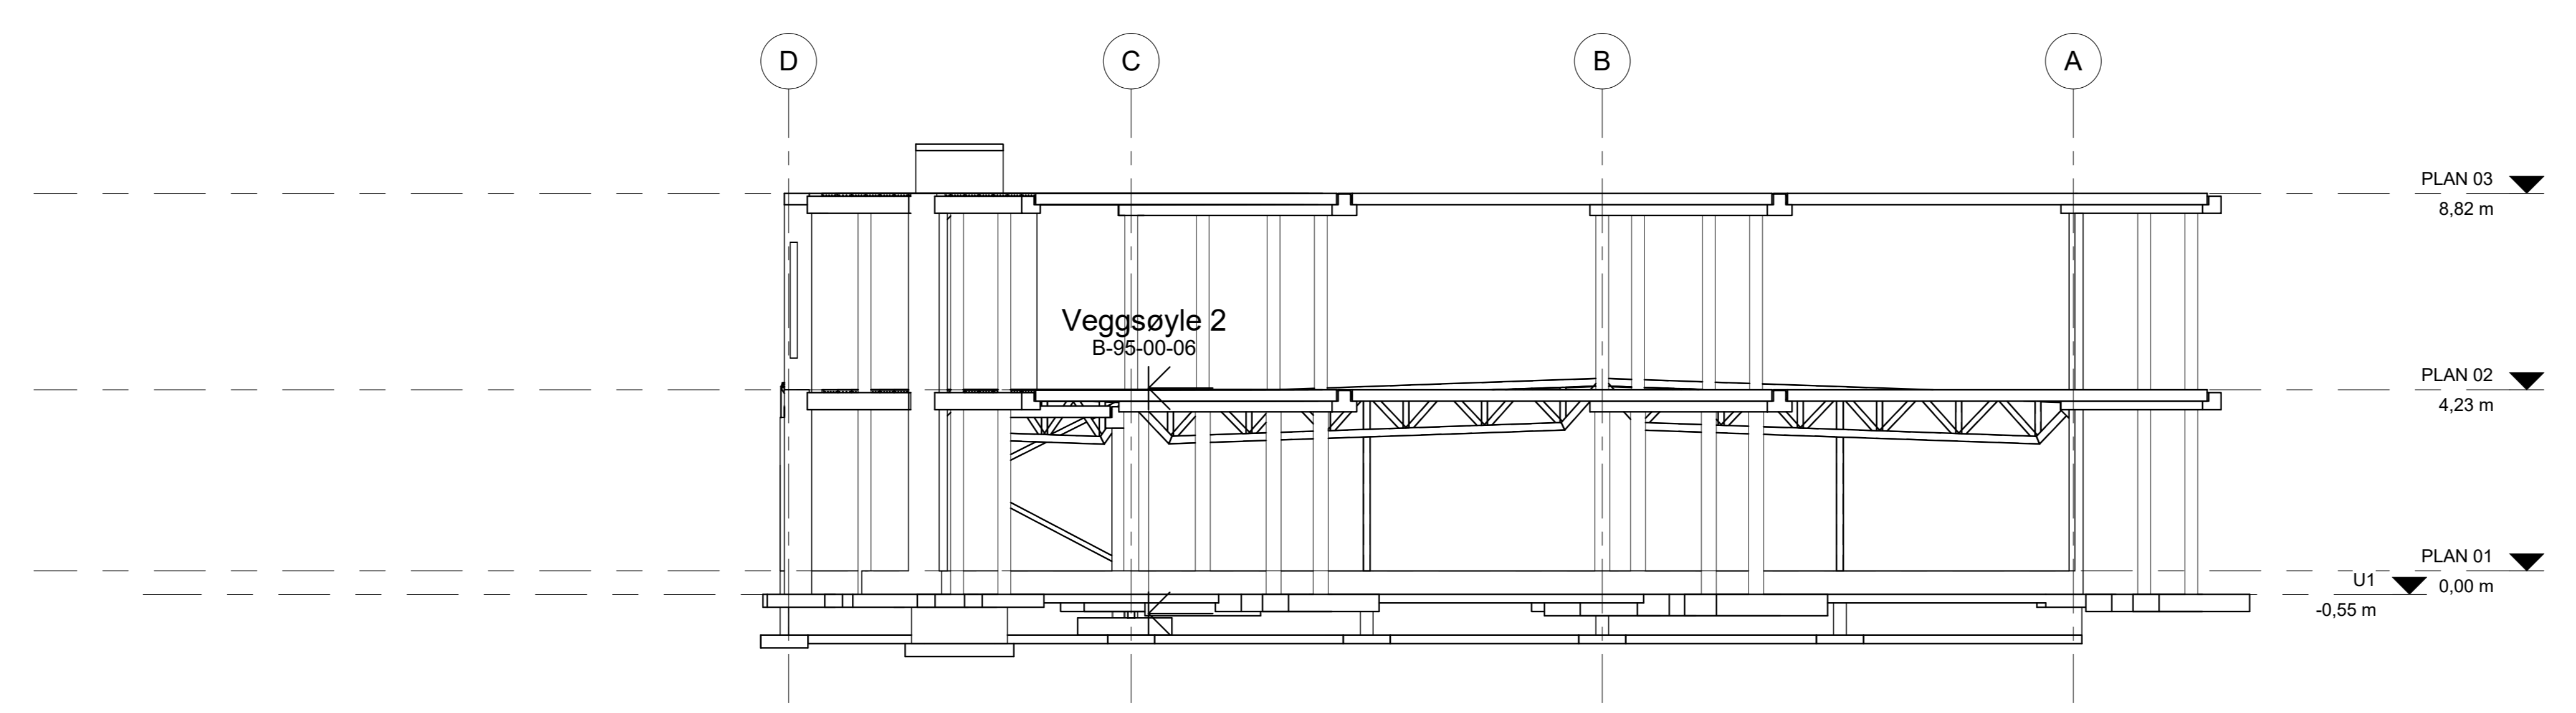 D
C
B
A
PLAN 03
8,82 m
Veggsøyle 2
B-95-00-06
PLAN 02
4,23 m
PLAN 01
0,00 m
U1
-0,55 m